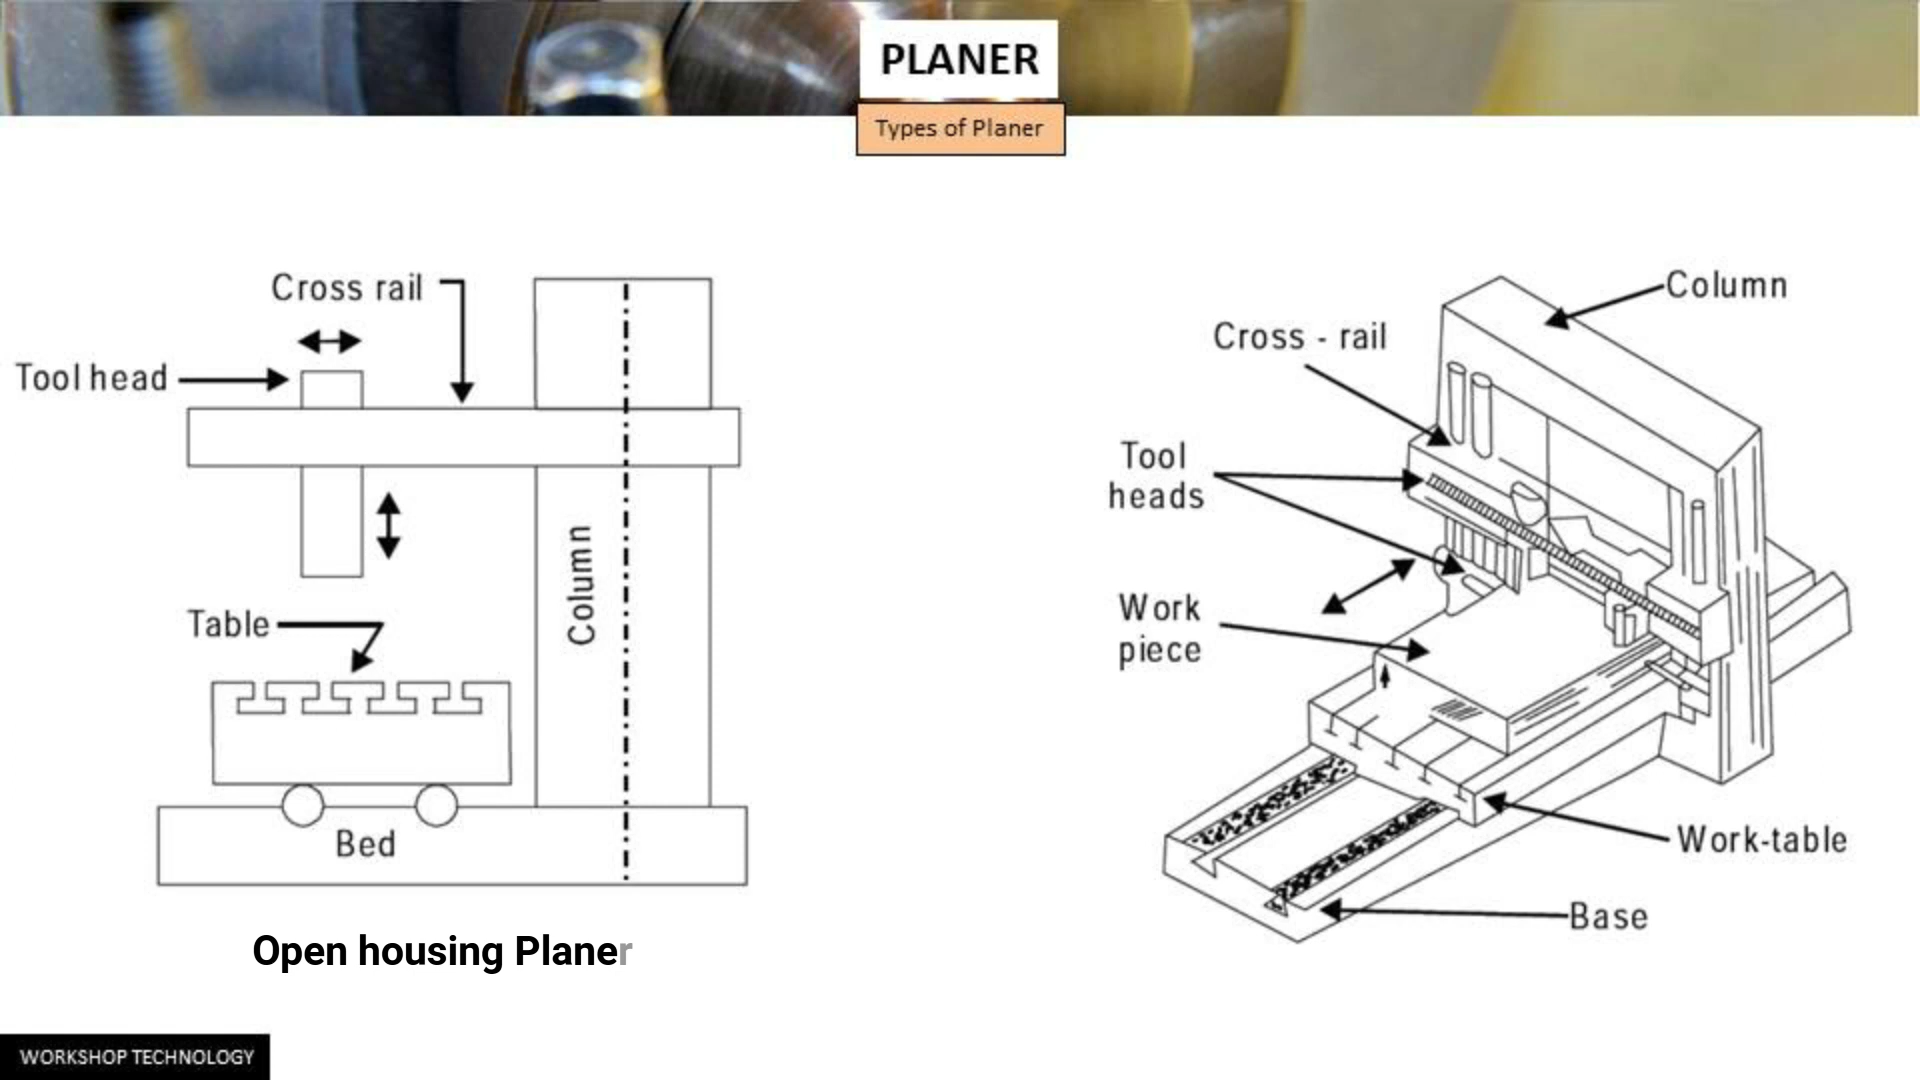 PLANER
Types of Planer
Cross rail
Tool head
Table
Column
Bed
Open housing Planer
Column
Cross - rail
Tool
heads
Work
piece
Work-table
Base
WORKSHOP TECHNOLOGY